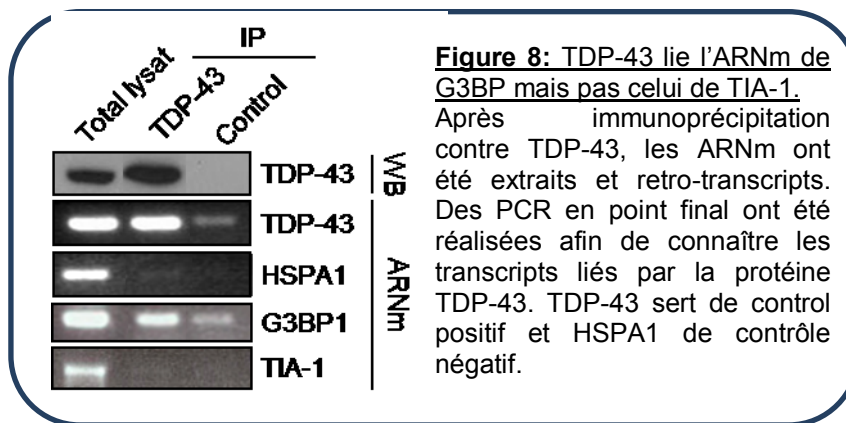 IP
Total lysat
TDP-43
Control
TDP-43
WB
TDP-43
HSPA1
G3BP1
TIA-1
ARNm
Figure 8: TDP-43 lie l’ARNm de
G3BP mais pas celui de TIA-1.
Après immunoprécipitation
contre TDP-43, les ARNm ont
été extraits et retro-transcripts.
Des PCR en point final ont été
réalisées afin de connaître les
transcripts liés par la protéine
TDP-43. TDP-43 sert de control
positif et HSPA1 de contrôle
négatif.